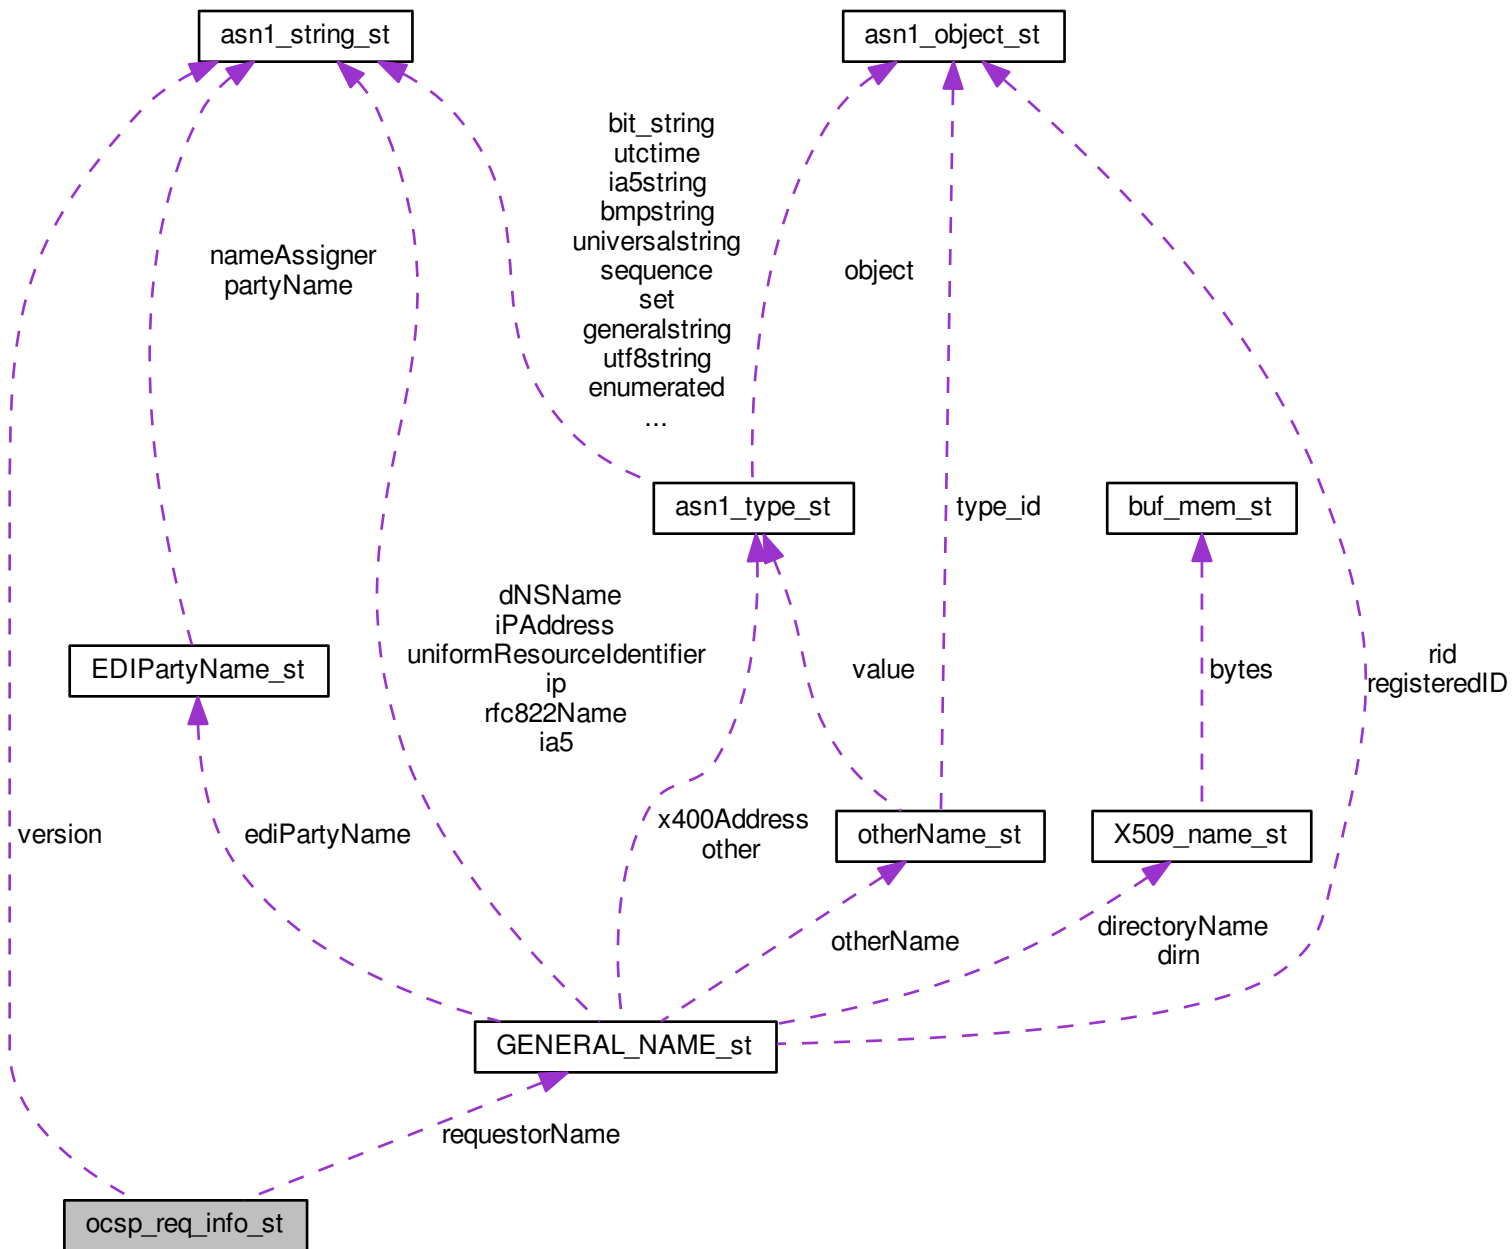 asn1_string_st
asn1_object_st
bit_string
utctime
ia5string
bmpstring
universalstring
sequence
set
generalstring
utf8string
enumerated
...
nameAssigner
partyName
object
asn1_type_st
type_id
buf_mem_st
dNSName
iPAddress
uniformResourceIdentifier
ip
rfc822Name
ia5
EDIPartyName_st
value
bytes
rid
registeredID
version
ediPartyName
x400Address
other
otherName_st
X509_name_st
otherName
directoryName
dirn
GENERAL_NAME_st
requestorName
ocsp_req_info_st